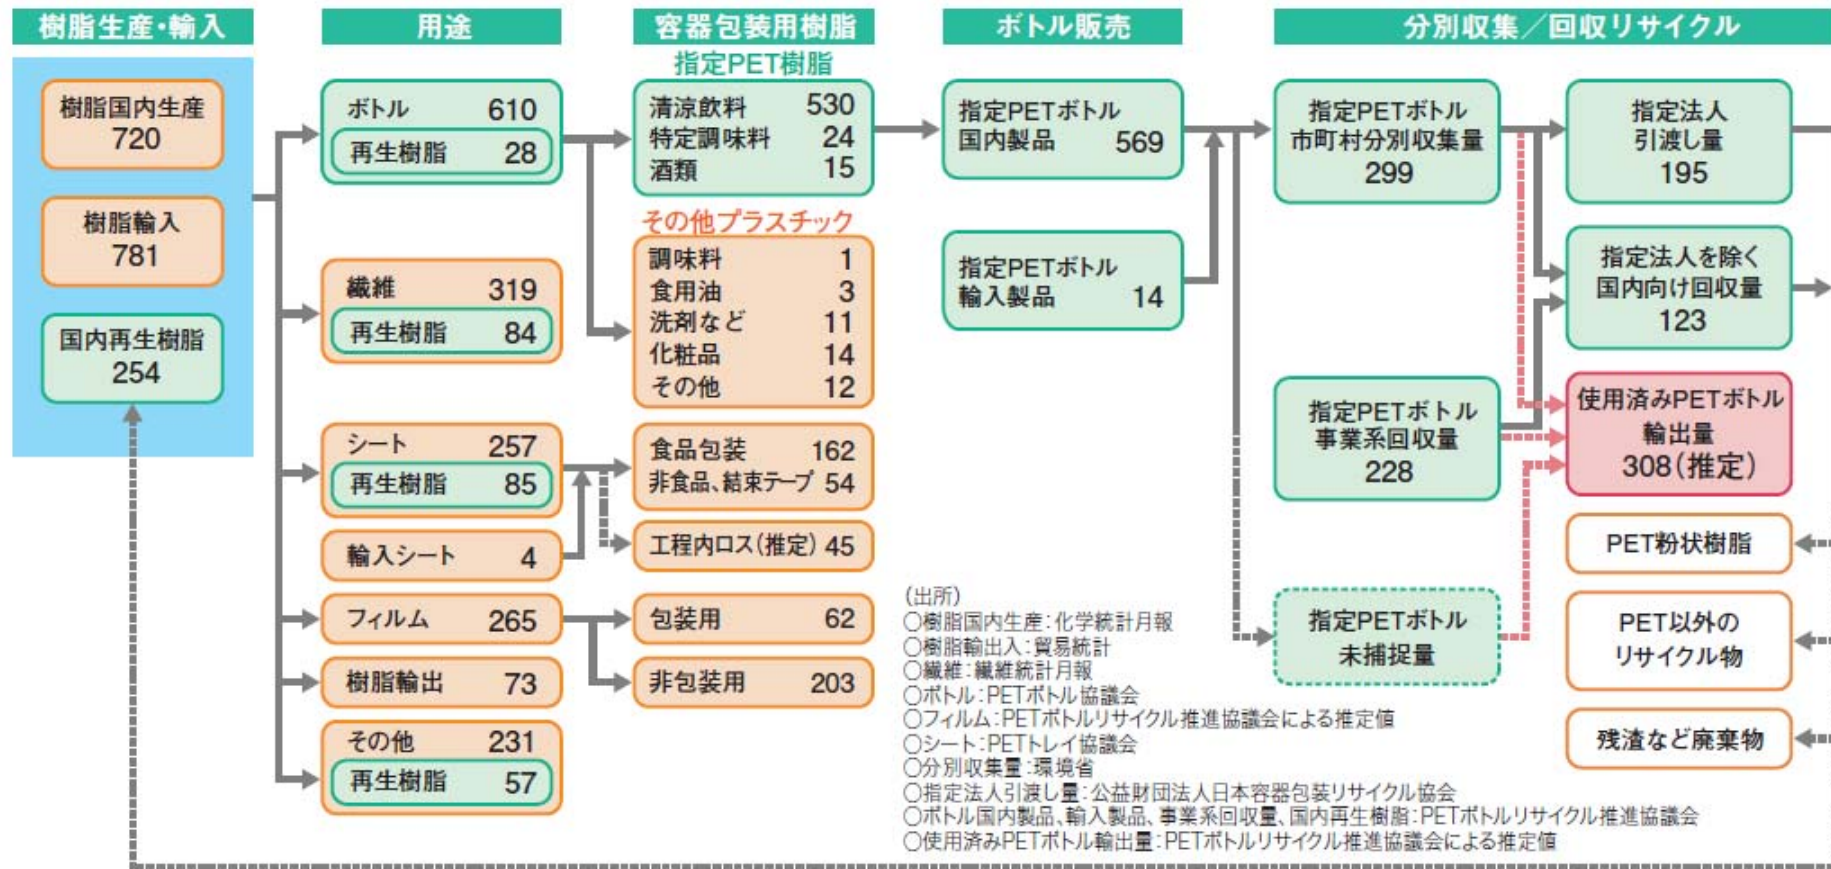 樹脂生産・輸入
樹脂国内生産
720
樹脂輸入
781
国内再生樹脂
254
用途
ボトル 610
再生樹脂 28
繊維 319
再生樹脂 84
シート 257
再生樹脂 85
輸入シート 4
フィルム 265
樹脂輸出 73
その他 231
再生樹脂 57
容器包装用樹脂
指定PET樹脂
清涼飲料 530
特定調味料 24
酒類 15
その他プラスチック
調味料 1
食用油 3
洗剤など 11
化粧品 14
その他 12
食品包装 162
非食品、結束テープ 54
工程内ロス(推定) 45
包装用 62
非包装用 203
ボトル販売
指定PETボトル
国内製品 569
指定PETボトル
輸入製品 14
分別収集／回収リサイクル
指定PETボトル
市町村分別収集量
299
指定PETボトル
事業系回収量
228
指定PETボトル
未捕捉量
指定法人
引渡し量
195
指定法人を除く
国内向け回収量
123
使用済みPETボトル
輸出量
308(推定)
PET粉状樹脂
PET以外の
リサイクル物
残渣など廃棄物
(出所)
○樹脂国内生産:化学統計月報
○樹脂輸出入:貿易統計
○繊維:繊維統計月報
○ボトル:PETボトル協議会
○フィルム:PETボトルリサイクル推進協議会による推定値
○シート:PETトレイ協議会
○分別収集量:環境省
○指定法人引渡し量:公益財団法人日本容器包装リサイクル協会
○ボトル国内製品、輸入製品、事業系回収量、国内再生樹脂:PETボトルリサイクル推進協議会
○使用済みPETボトル輸出量:PETボトルリサイクル推進協議会による推定値